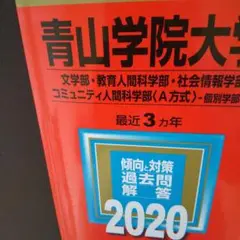 青山学院大学
文学部・教育人間科学部・社会情報学部
コミュニティ人間科学部〈A方式〉-個別学部
最近3カ年
傾向と対策
過去問
解答
2020